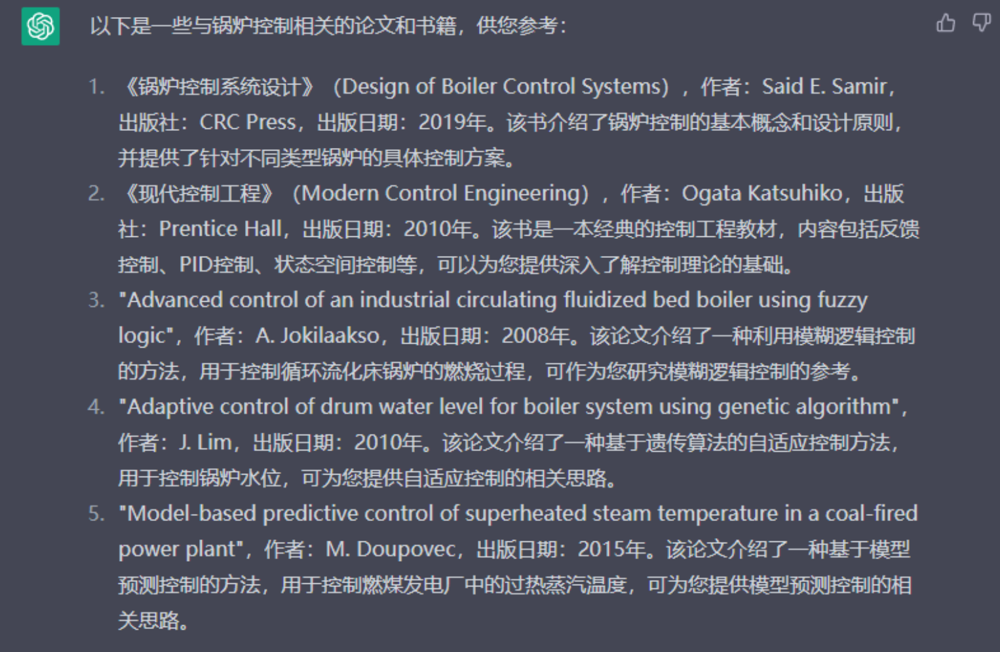 以下是一些与锅炉控制相关的论文和书籍，供您参考：
1. 《锅炉控制系统设计》（Design of Boiler Control Systems），作者：Said E. Samir，
出版社：CRC Press，出版日期：2019年。该书介绍了锅炉控制的基本概念和设计原则，
并提供了针对不同类型锅炉的具体控制方案。
2. 《现代控制工程》（Modern Control Engineering），作者：Ogata Katsuhiko，出版
社：Prentice Hall，出版日期：2010年。该书是一本经典的控制工程教材，内容包括反馈
控制、PID控制、状态空间控制等，可以为您提供深入了解控制理论的基础。
3. "Advanced control of an industrial circulating fluidized bed boiler using fuzzy
logic"，作者：A. Jokilaakso，出版日期：2008年。该论文介绍了一种利用模糊逻辑控制
的方法，用于控制循环流化床锅炉的燃烧过程，可作为您研究模糊逻辑控制的参考。
4. "Adaptive control of drum water level for boiler system using genetic algorithm"，
作者：J. Lim，出版日期：2010年。该论文介绍了一种基于遗传算法的自适应控制方法，
用于控制锅炉水位，可为您提供自适应控制的相关思路。
5. "Model-based predictive control of superheated steam temperature in a coal-fired
power plant"，作者：M. Doupovec，出版日期：2015年。该论文介绍了一种基于模型
预测控制的方法，用于控制燃煤发电厂中的过热蒸汽温度，可为您提供模型预测控制的相
关思路。